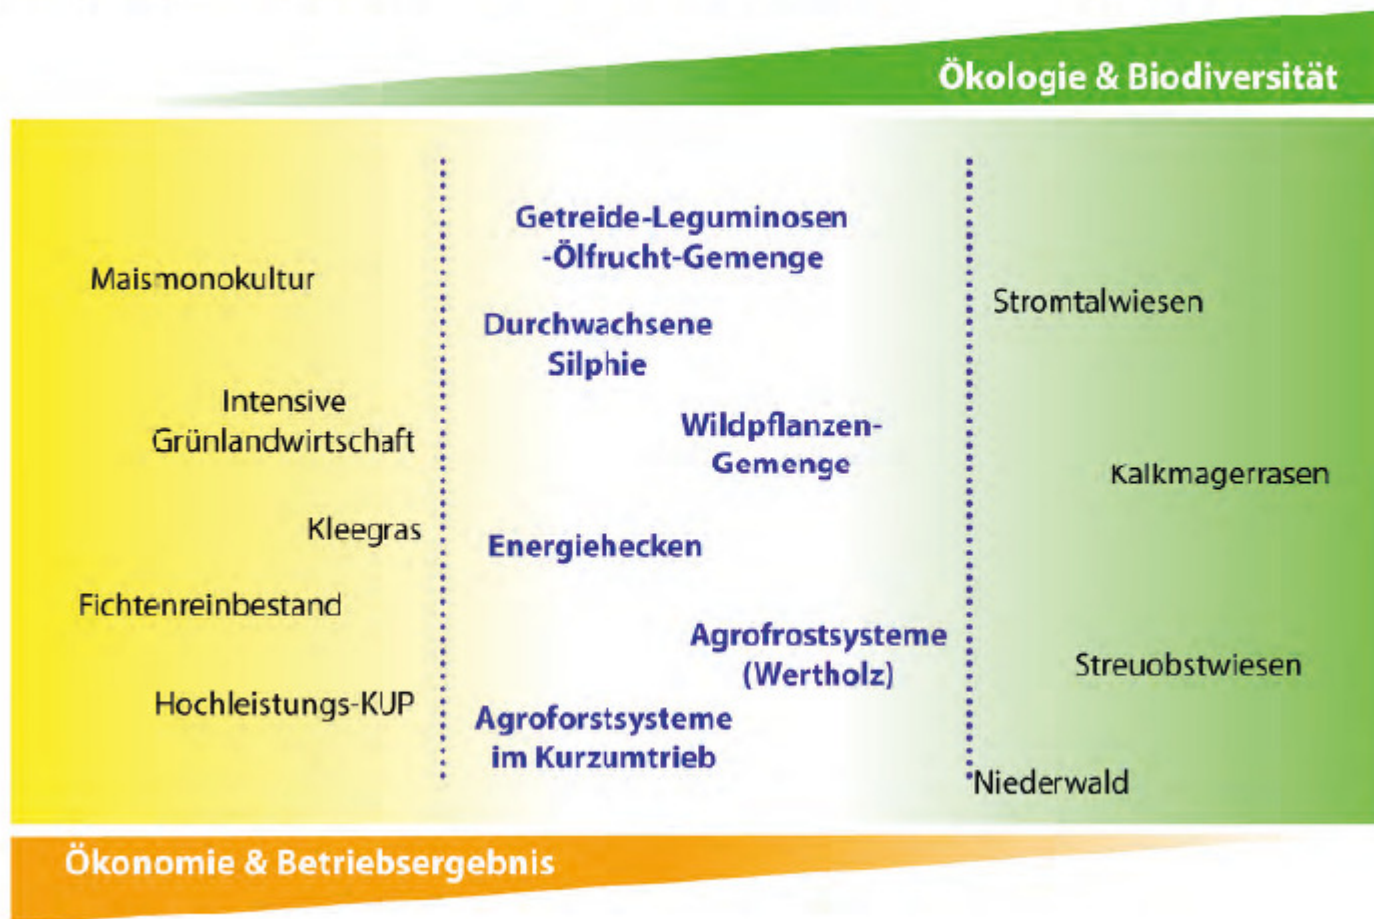 Ökologie & Biodiversität
Maismonokultur
Intensive
Grünlandwirtschaft
Kleegras
Fichtenreinbestand
Hochleistungs-KUP
Getreide-Leguminosen
-Ölfrucht-Gemenge
Durchwachsene
Silphie
Wildpflanzen-
Gemenge
Energiehecken
Agrofrostsysteme
(Wertholz)
Agroforstsysteme
im Kurzumtrieb
Stromtalwiesen
Kalkmagerrasen
Streuobstwiesen
Niederwald
Ökonomie & Betriebsergebnis